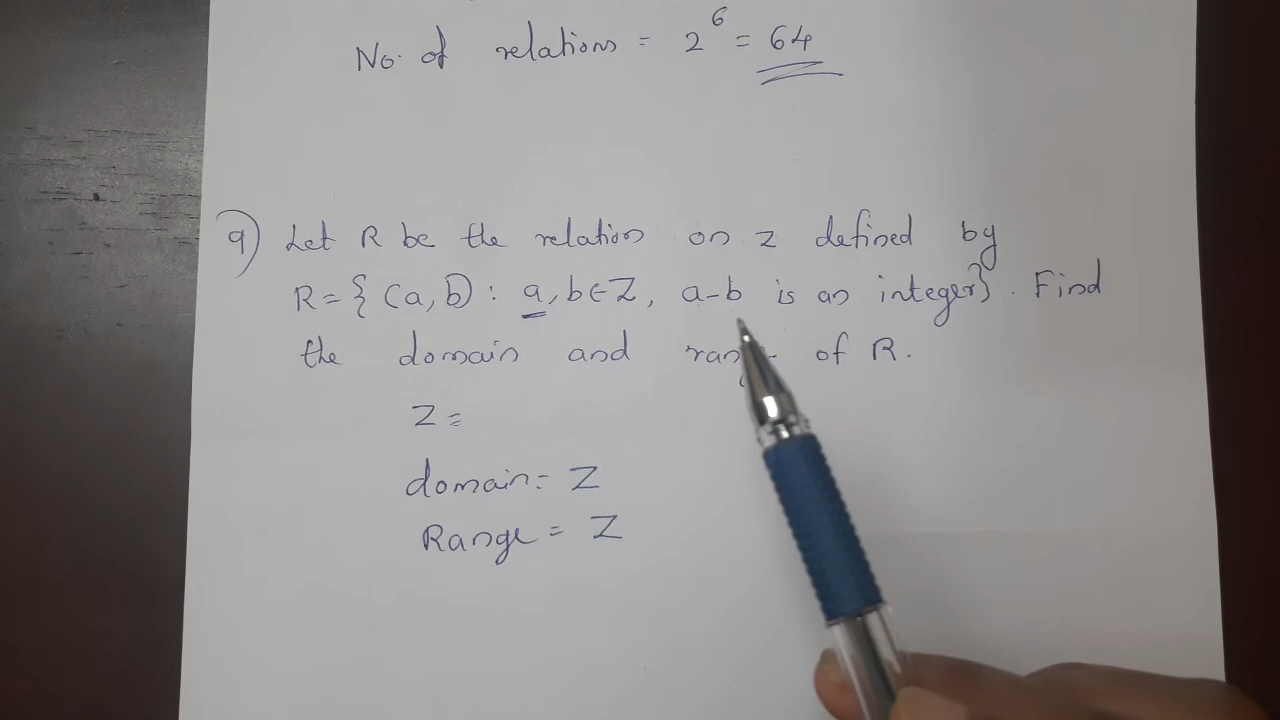 No. of relations = 2^6 = 64
9) Let R be the relation on Z defined by
R = { (a, b) : a, b ∈ Z, a-b is an integer} . Find
the domain and of R.
Z =
domain = Z
Range = Z